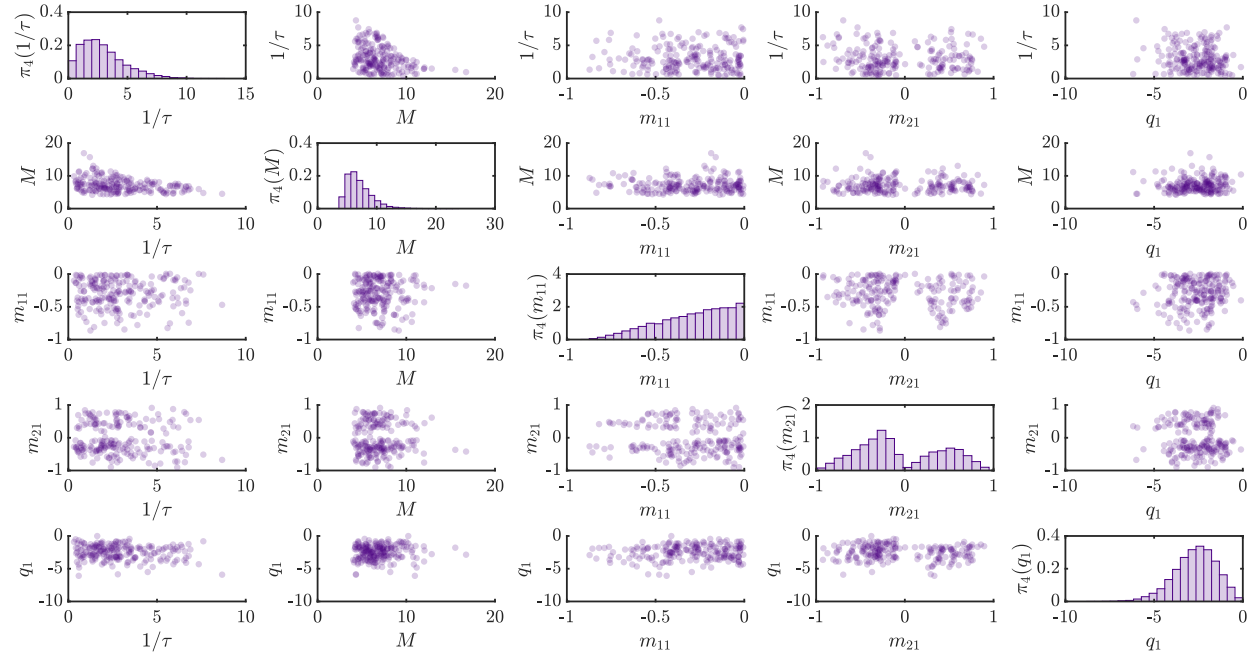 π₄(1/τ) 0.4 0.2 0 0 5 10 15 1/τ
1/τ 10 5 0 0 10 20 M
1/τ 10 5 0 -1 -0.5 0 m₁₁
1/τ 10 5 0 -1 0 1 m₂₁
1/τ 10 5 0 -10 -5 0 q₁
M 20 10 0 0 5 10 1/τ
π₄(M) 0.4 0.2 0 0 10 20 30 M
M 20 10 0 -1 -0.5 0 m₁₁
M 20 10 0 -1 0 1 m₂₁
M 20 10 0 -10 -5 0 q₁
m₁₁ 0 -0.5 -1 0 5 10 1/τ
m₁₁ 0 -0.5 -1 0 10 20 M
π₄(m₁₁) 4 2 0 -1 -0.5 0 m₁₁
m₁₁ 0 -0.5 -1 -1 0 1 m₂₁
m₁₁ 0 -0.5 -1 -10 -5 0 q₁
m₂₁ 1 0 -1 0 5 10 1/τ
m₂₁ 1 0 -1 0 10 20 M
m₂₁ 1 0 -1 -1 -0.5 0 m₁₁
π₄(m₂₁) 2 1 0 -1 0 1 m₂₁
m₂₁ 1 0 -1 -10 -5 0 q₁
q₁ 0 -5 -10 0 5 10 1/τ
q₁ 0 -5 -10 0 10 20 M
q₁ 0 -5 -10 -1 -0.5 0 m₁₁
q₁ 0 -5 -10 -1 0 1 m₂₁
π₄(q₁) 0.4 0.2 0 -10 -5 0 q₁